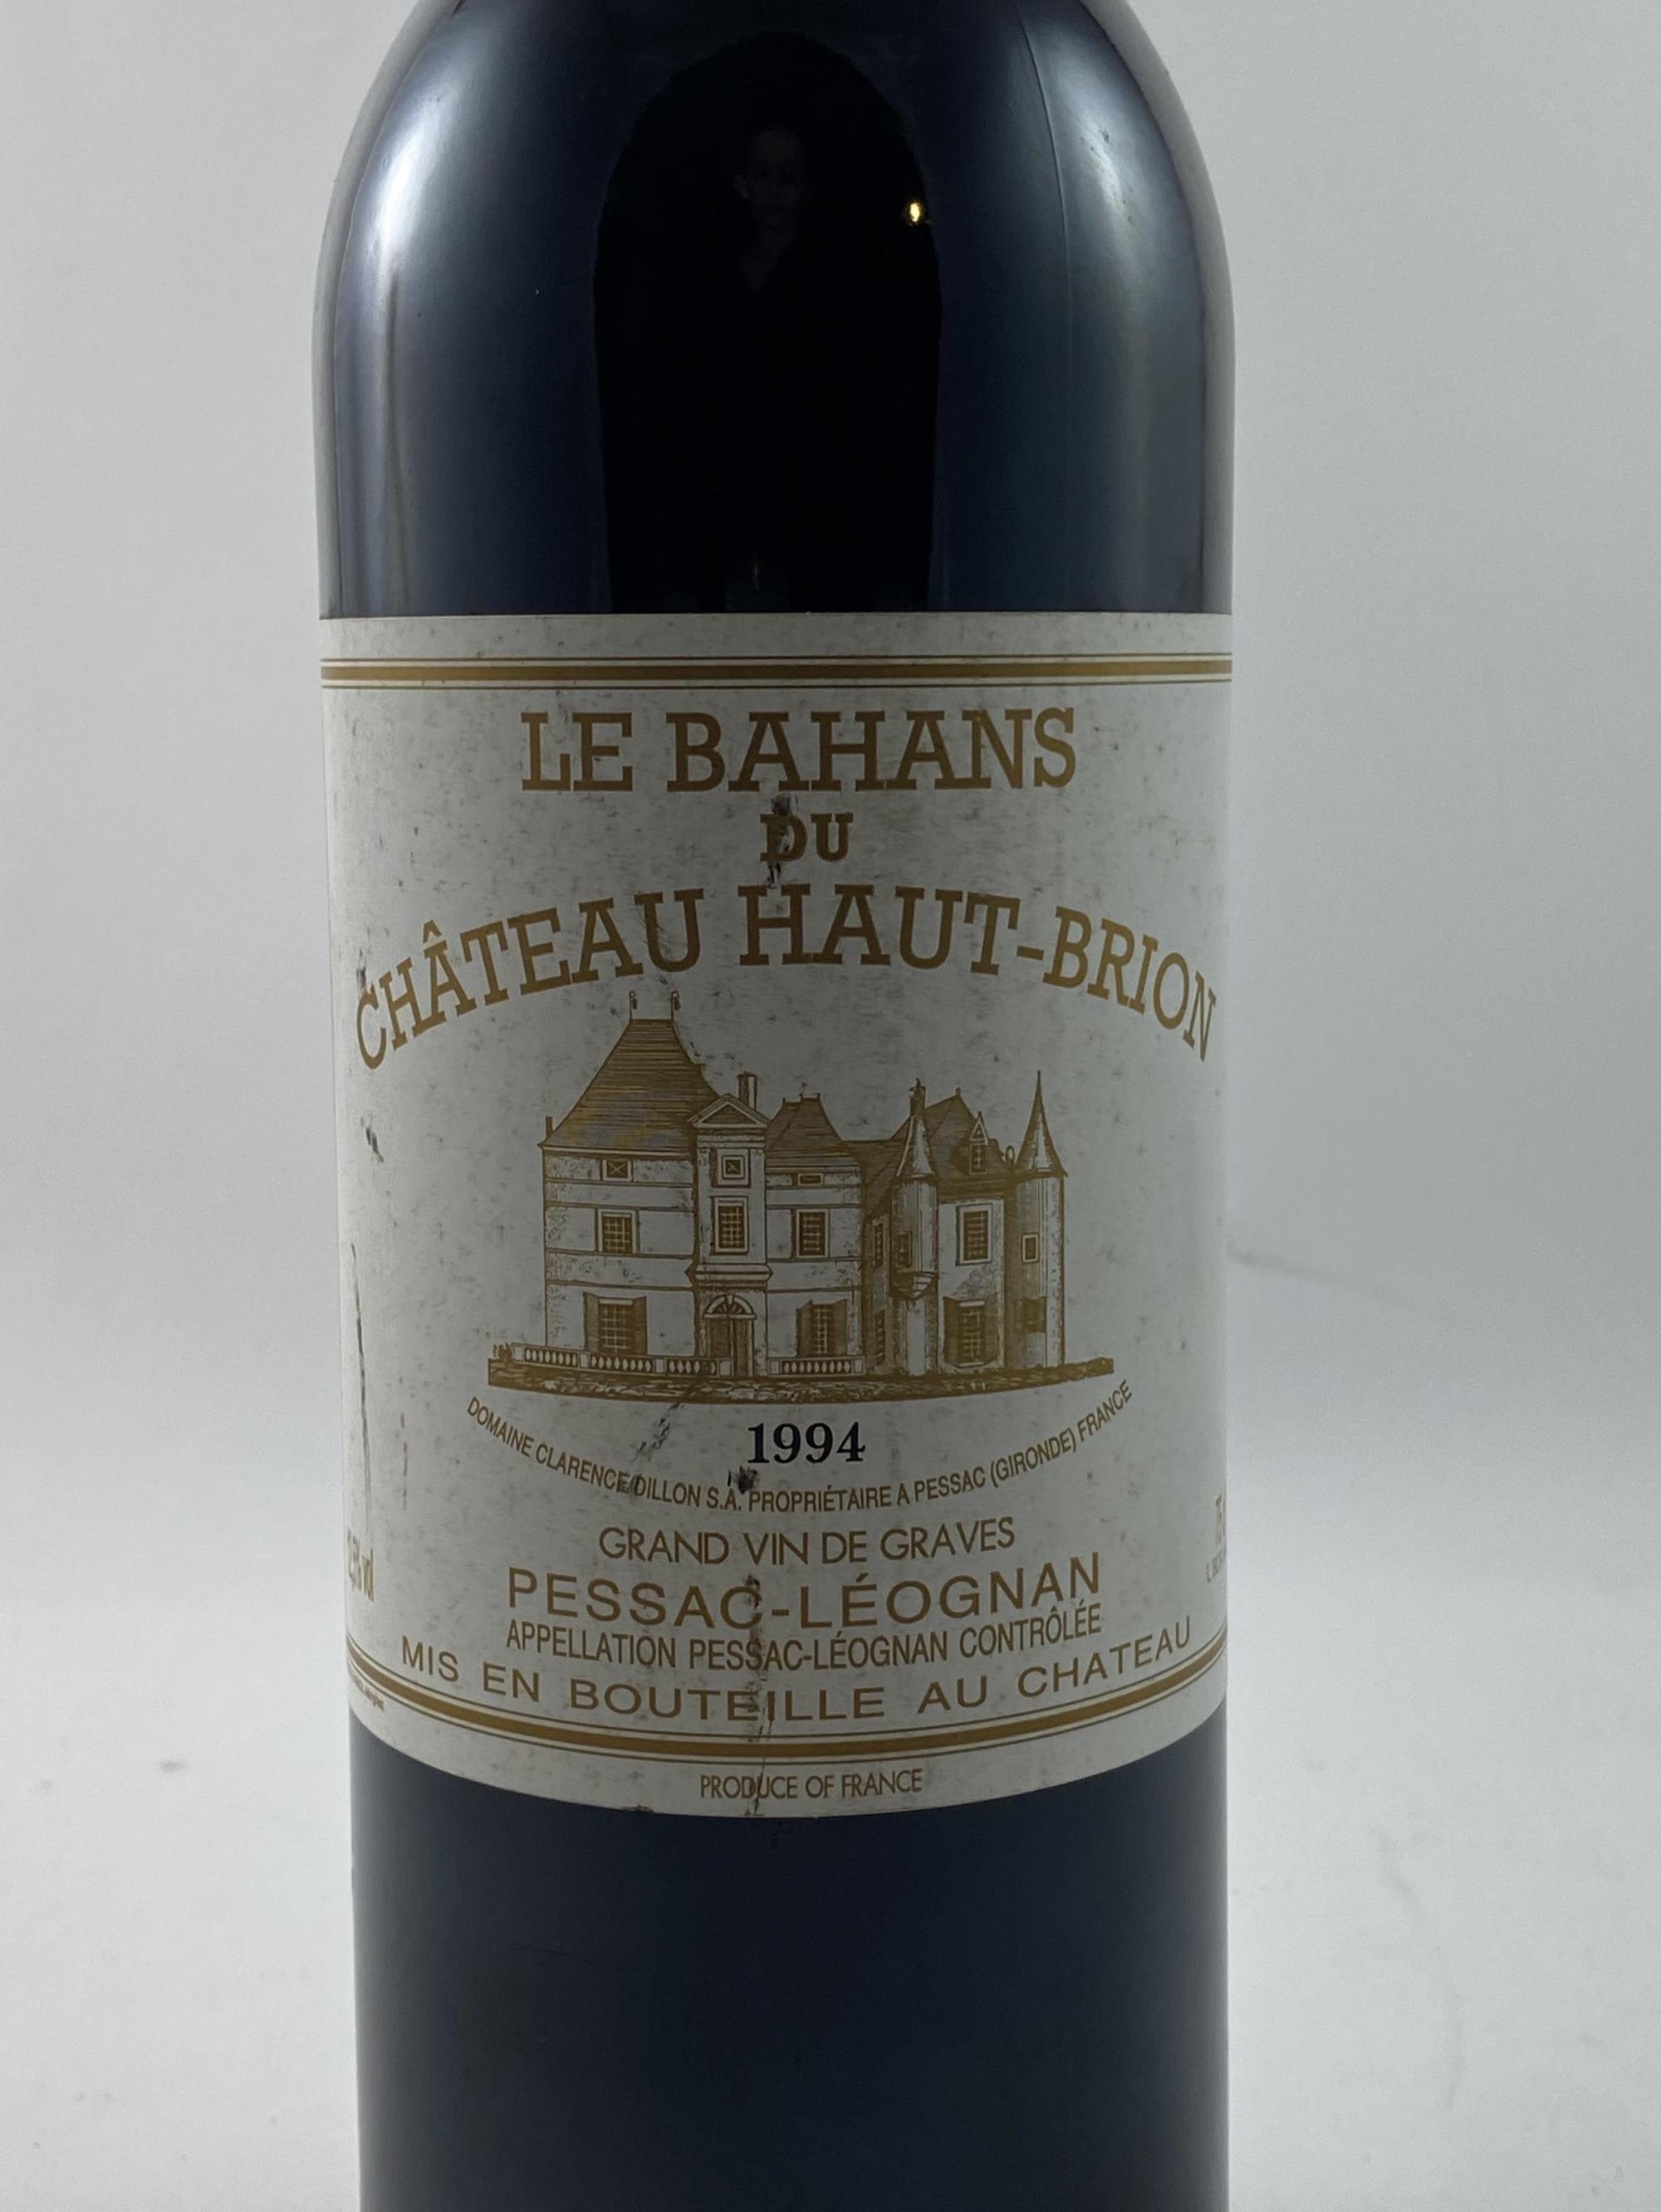 LE BAHANS
DU
CHÂTEAU HAUT-BRION
1994
DOMAINE CLARENCE DILLON S.A. PROPRIÉTAIRE A PESSAC (GIRONDE) FRANCE
GRAND VIN DE GRAVES
vol
PESSAC-LÉOGNAN
APPELLATION PESSAC-LÉOGNAN CONTRÔLÉE
MIS EN BOUTEILLE AU CHATEAU
PRODUCE OF FRANCE